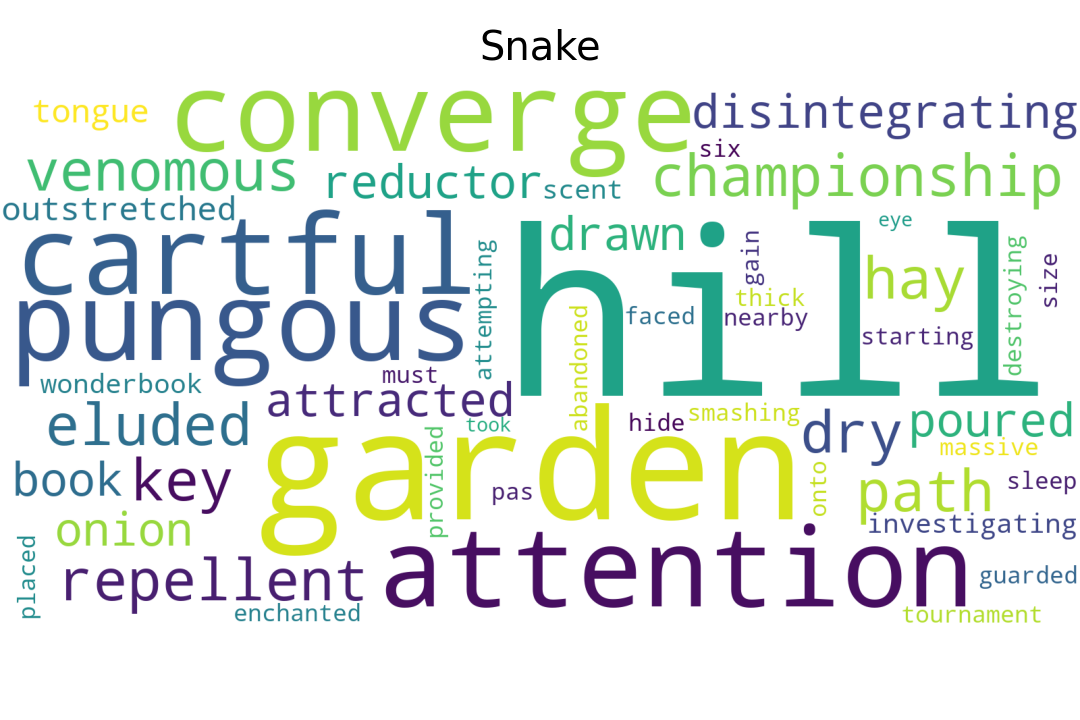 Snake
tongue
converge
disintegrating
six
venomous
reductor
scent
championship
outstretched
cartful
drawn
eye
hill
attempting
gain
hay
destroying
size
pungous
thick
faced
nearby
abandoned
starting
wonderbook
must
attracted
eluded
took
hide
smashing
dry
poured
provided
garden
massive
book
key
pas
onto
path
sleep
onion
attention
investigating
placed
repellent
guarded
enchanted
tournament